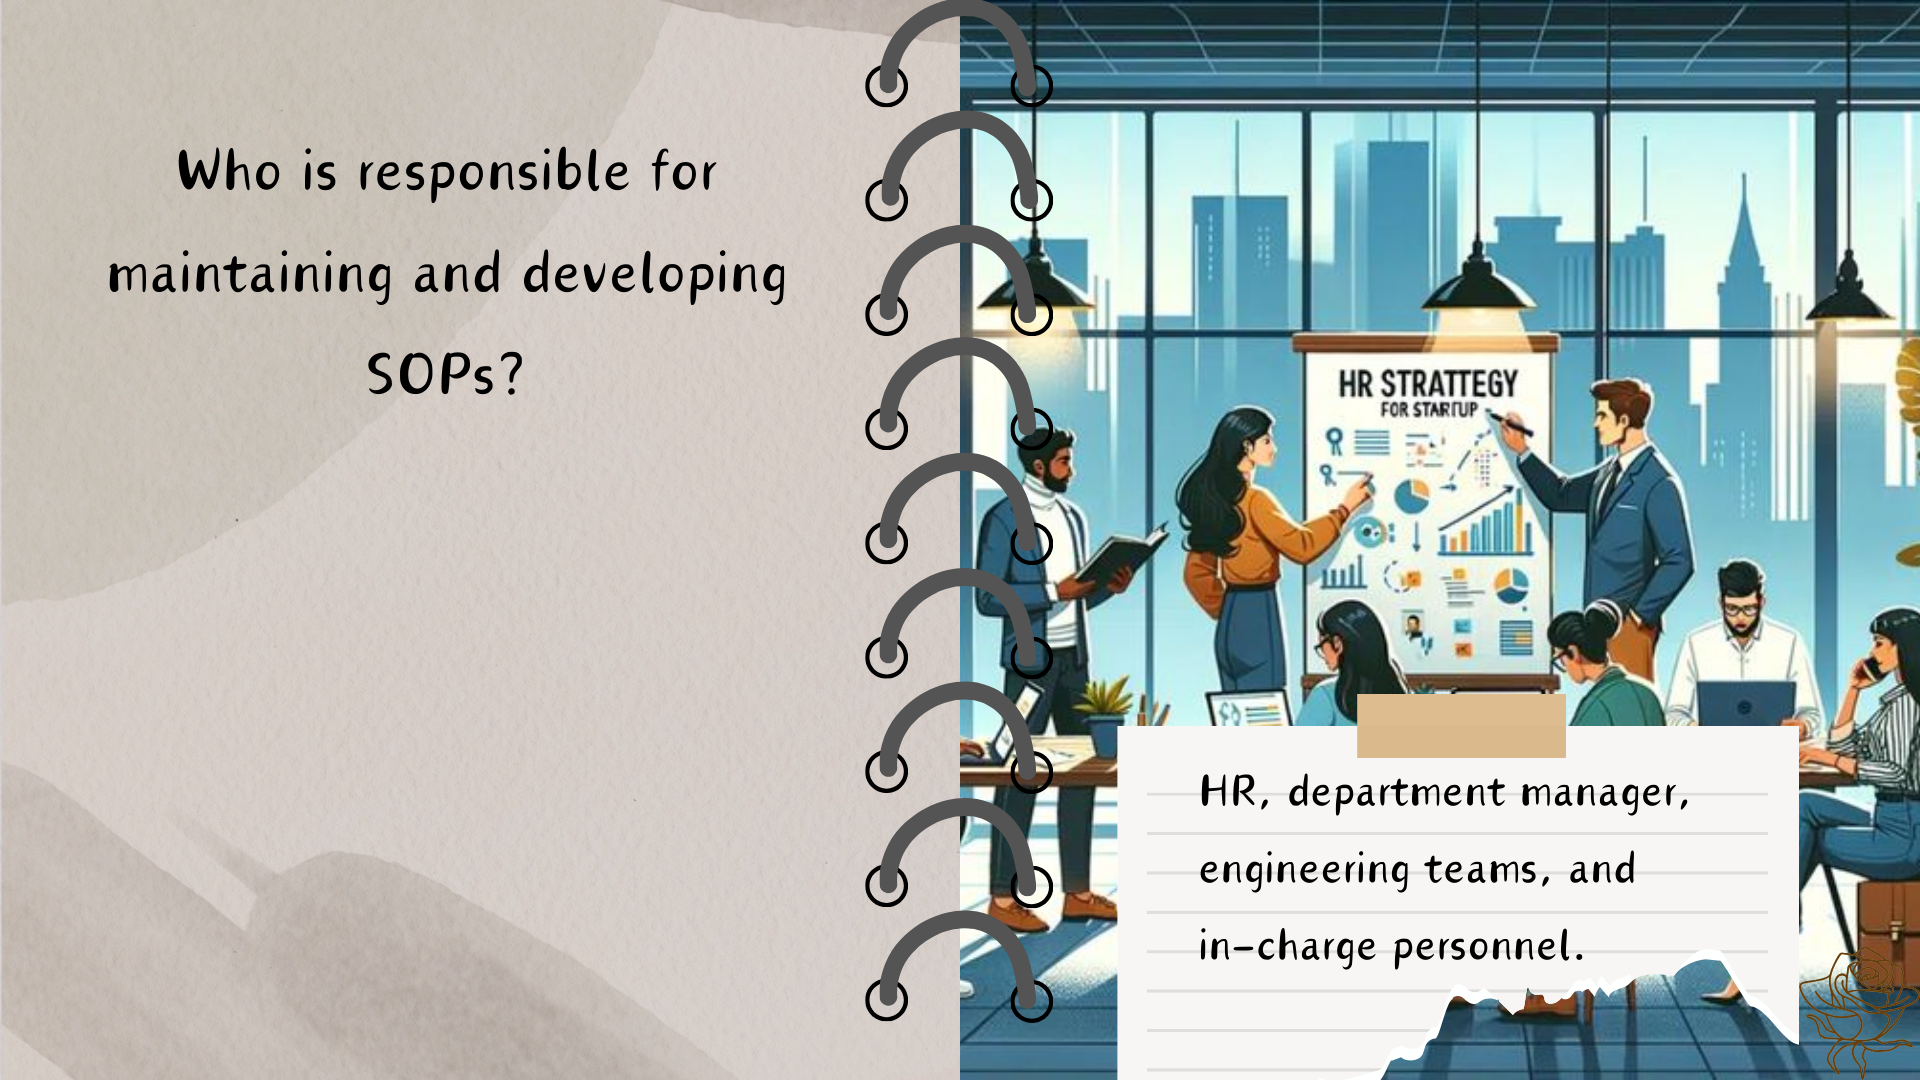 Who is responsible for
maintaining and developing
SOPs?
HR STRATTEGY
FOR STARTUP
HR, department manager,
engineering teams, and
in-charge personnel.